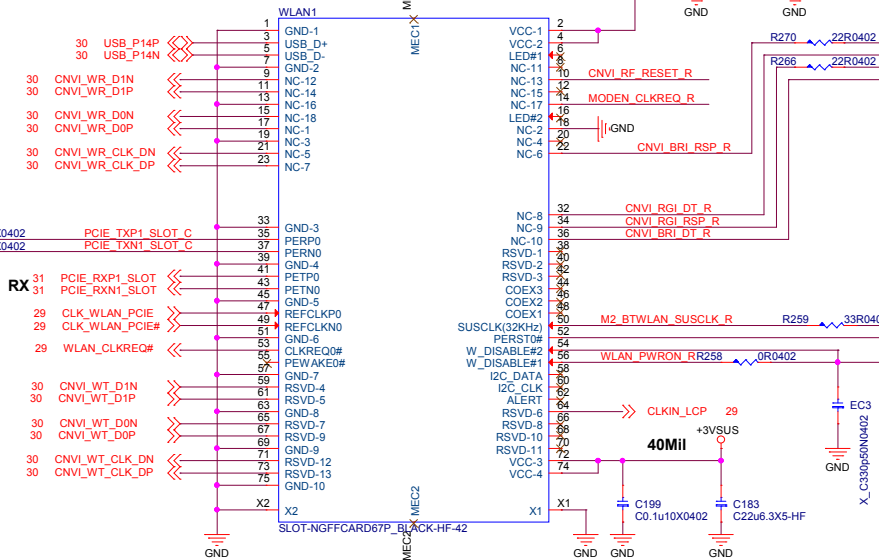 WLAN1
MEC1
GND
GND
1 GND-1 VCC-1 2
30 USB_P14P 3 USB_D+ VCC-2 4
30 USB_P14N 5 USB_D- LED#1 6
7 GND-2 NC-11 8
30 CNVI_WR_D1N 9 NC-12 NC-13 10 CNVI_RF_RESET_R
30 CNVI_WR_D1P 11 NC-14 NC-15 12
13 NC-16 NC-17 14 MODEN_CLKREQ_R
30 CNVI_WR_D0N 15 NC-18 LED#2 16
30 CNVI_WR_D0P 17 NC-1 NC-2 18 GND
19 NC-3 NC-4 20
30 CNVI_WR_CLK_DN 21 NC-5 NC-6 22 CNVI_BRI_RSP_R
30 CNVI_WR_CLK_DP 23 NC-7
R270 22R0402
R266 22R0402
NC-8 32 CNVI_RGI_DT_R
33 GND-3 NC-9 34 CNVI_RGI_RSP_R
0402 PCIE_TXP1_SLOT_C 35 PERP0 NC-10 36 CNVI_BRI_DT_R
0402 PCIE_TXN1_SLOT_C 37 PERN0 RSVD-1 38
39 GND-4 RSVD-2 40
RX 31 PCIE_RXP1_SLOT 41 PETP0 RSVD-3 42
31 PCIE_RXN1_SLOT 43 PETN0 COEX3 44
45 GND-5 COEX2 46
29 CLK_WLAN_PCIE 47 REFCLKP0 COEX1 48
29 CLK_WLAN_PCIE# 49 REFCLKN0 SUSCLK(32KHz) 50 M2_BTWLAN_SUSCLK_R R259 33R040
51 GND-6 PERST0# 52
29 WLAN_CLKREQ# 53 CLKREQ0# W_DISABLE#2 54
55 PEWAKE0# W_DISABLE#1 56 WLAN_PWRON_R R258 0R0402
57 GND-7 I2C_DATA 58
30 CNVI_WT_D1N 59 RSVD-4 I2C_CLK 60
30 CNVI_WT_D1P 61 RSVD-5 ALERT 62
63 GND-8 RSVD-6 64 CLKIN_LCP 29
30 CNVI_WT_D0N 65 RSVD-7 RSVD-8 66
30 CNVI_WT_D0P 67 RSVD-9 RSVD-10 68
69 GND-9 RSVD-11 70
30 CNVI_WT_CLK_DN 71 RSVD-12 VCC-3 72
30 CNVI_WT_CLK_DP 73 RSVD-13 VCC-4 74
75 GND-10
40Mil
+3VSUS
EC3
X_C330p50N0402
GND
X2 X2 X1 X1
MEC2
SLOT-NGFFCARD67P_BLACK-HF-42
MEC2
C199
C0.1u10X0402
C183
C22u6.3X5-HF
GND
GND
GND
GND